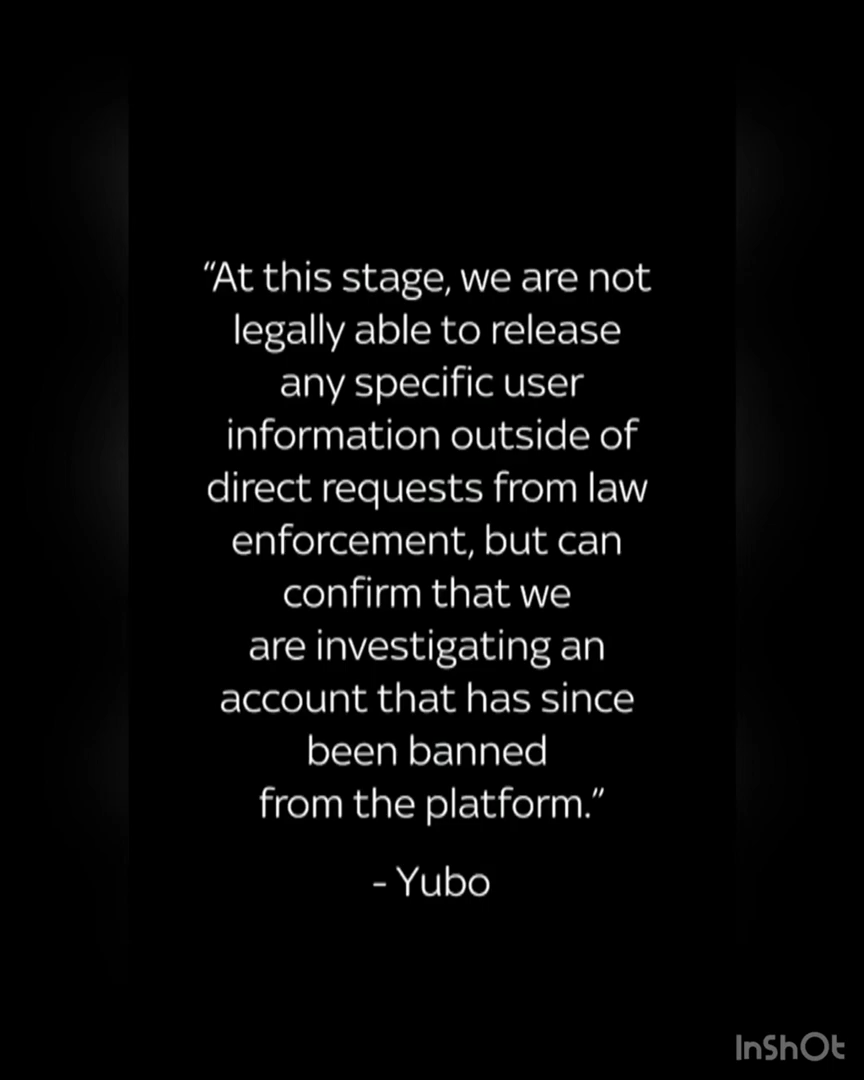 “At this stage, we are not
legally able to release
any specific user
information outside of
direct requests from law
enforcement, but can
confirm that we
are investigating an
account that has since
been banned
from the platform.”
- Yubo
InShOt